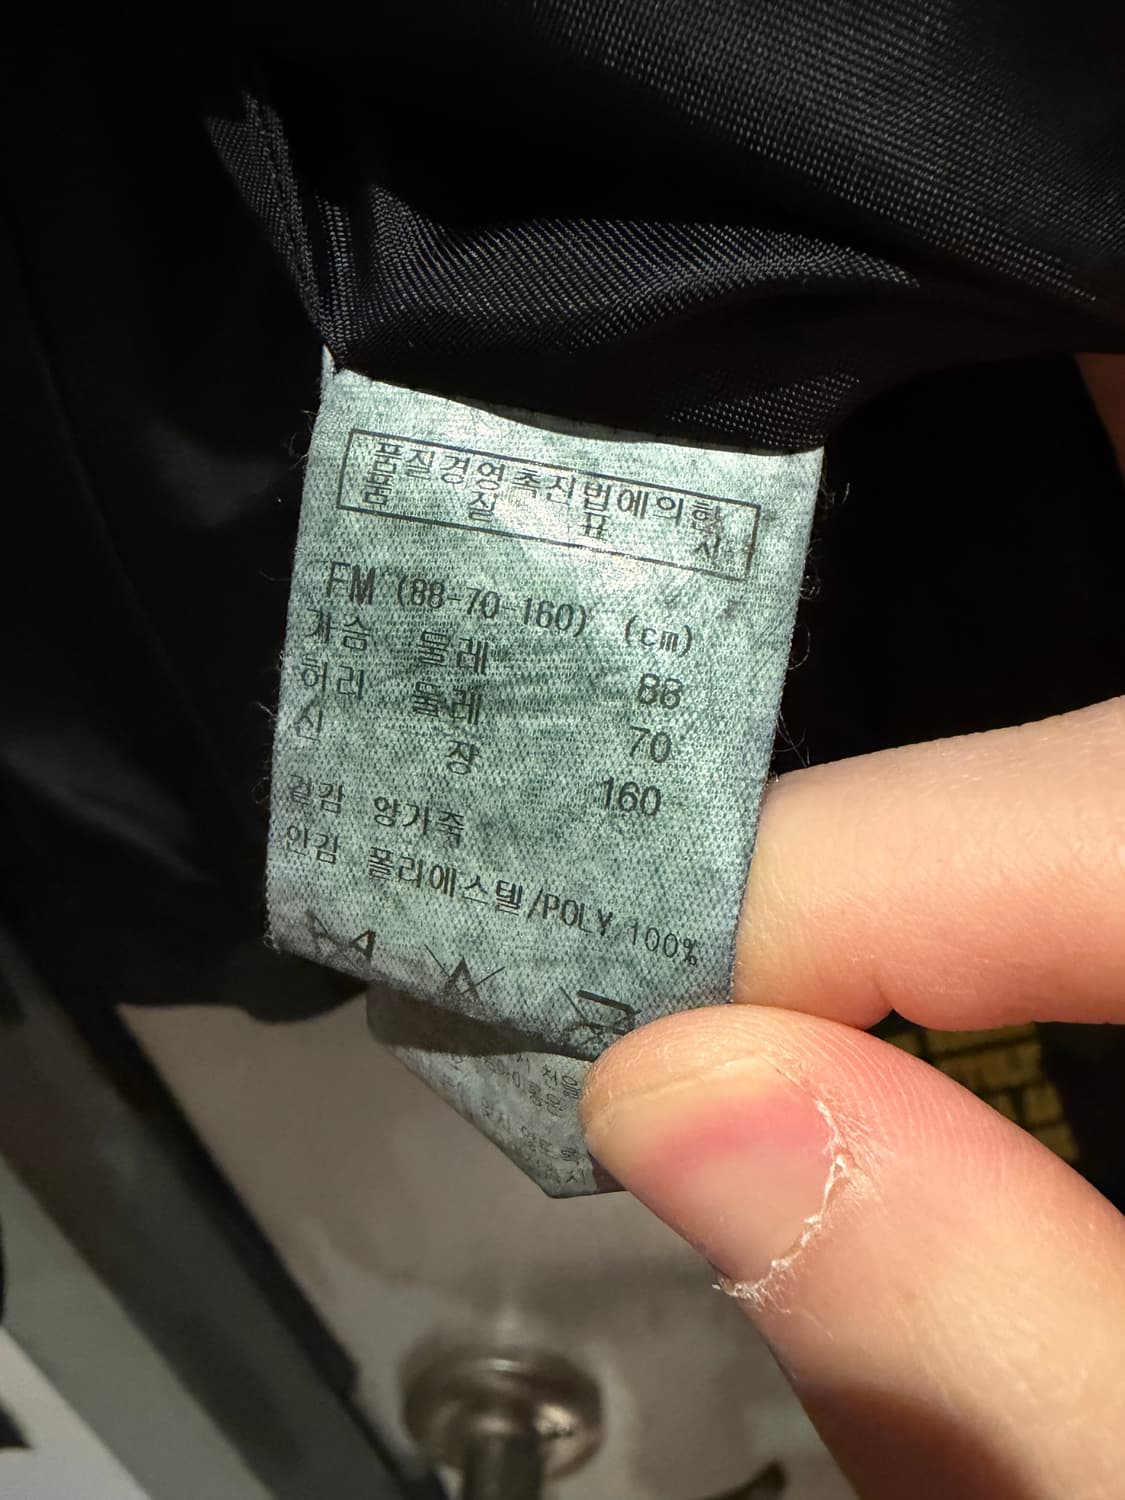 품질경영촉진법에의한
품 질 표 시
FM (88-70-160) (cm)
가슴 둘레 88
허리 둘레 70
신 장 160
겉감 양가죽
안감 폴리에스텔/POLY 100%
천을